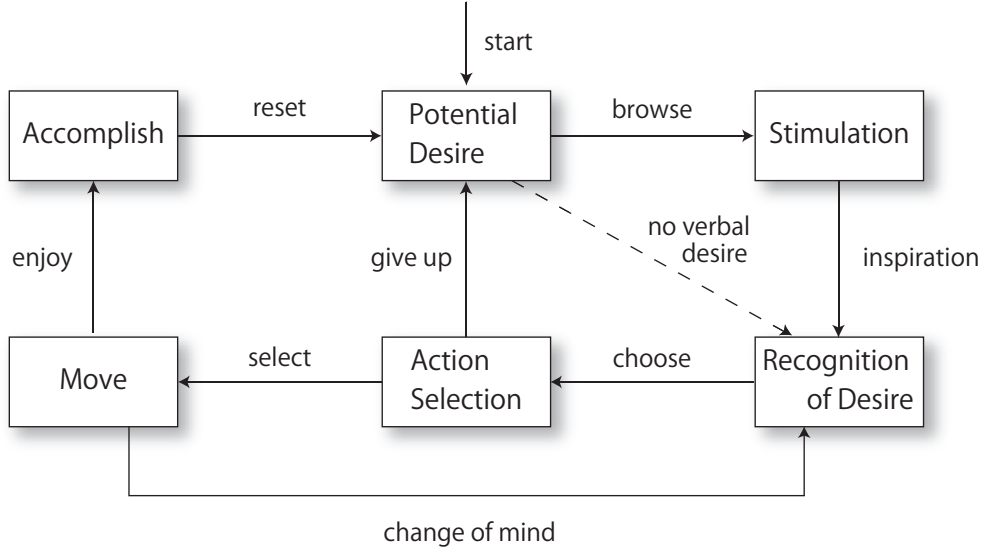 start
Accomplish
reset
Potential
Desire
browse
Stimulation
enjoy
give up
no verbal
desire
inspiration
Move
select
Action
Selection
choose
Recognition
of Desire
change of mind